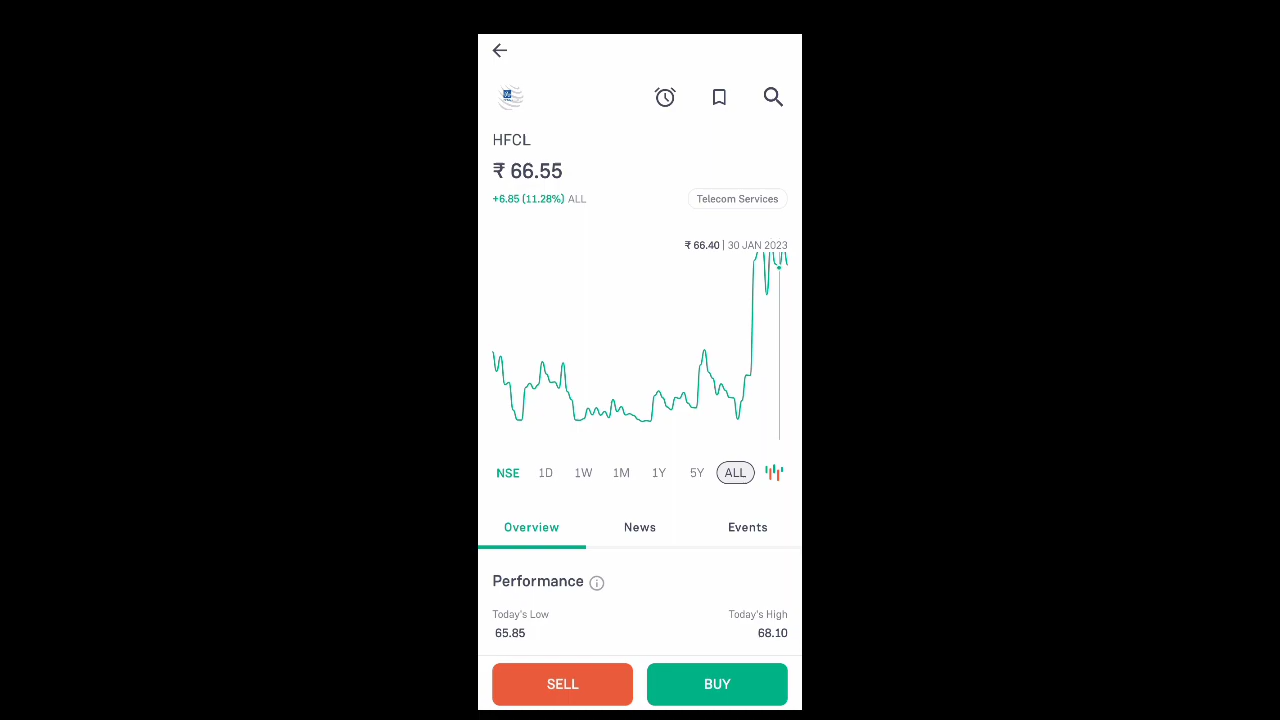 HFCL
₹ 66.55
+6.85 (11.28%) ALL
Telecom Services
₹ 66.40 | 30 JAN 2023
NSE 1D 1W 1M 1Y 5Y ALL
Overview News Events
Performance
Today's Low Today's High
65.85 68.10
SELL BUY